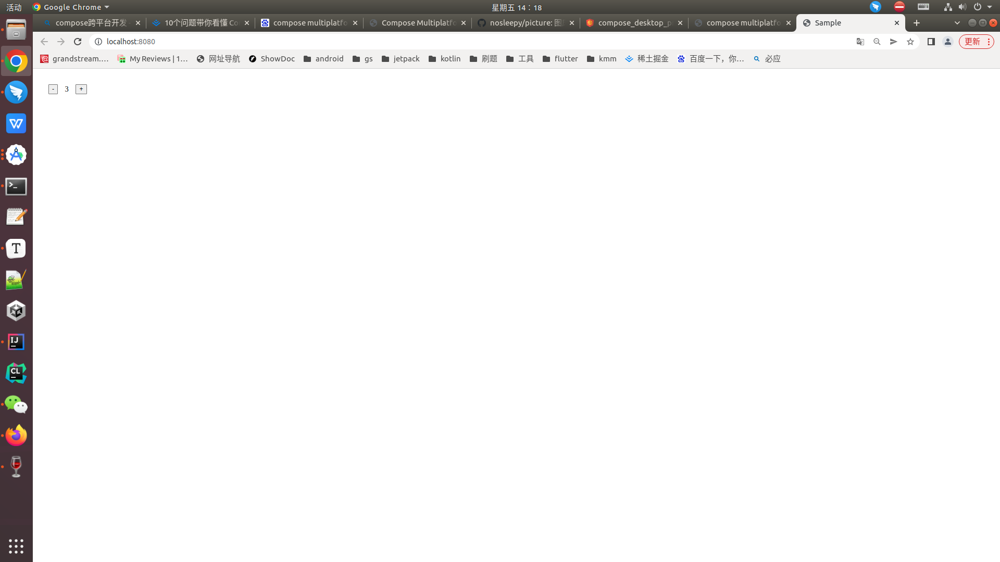 活动 Google Chrome 星期五 14：18
compose跨平台开发 - 10个问题带你看懂 Co compose multiplatfo Compose Multiplatfo nosleepy/picture: 图 compose_desktop_p compose multiplatfo Sample
localhost:8080 更新
grandstream.... My Reviews | 1... 网址导航 ShowDoc android gs jetpack kotlin 刷题 工具 flutter kmm 稀土掘金 百度一下，你... 必应
- 3 +